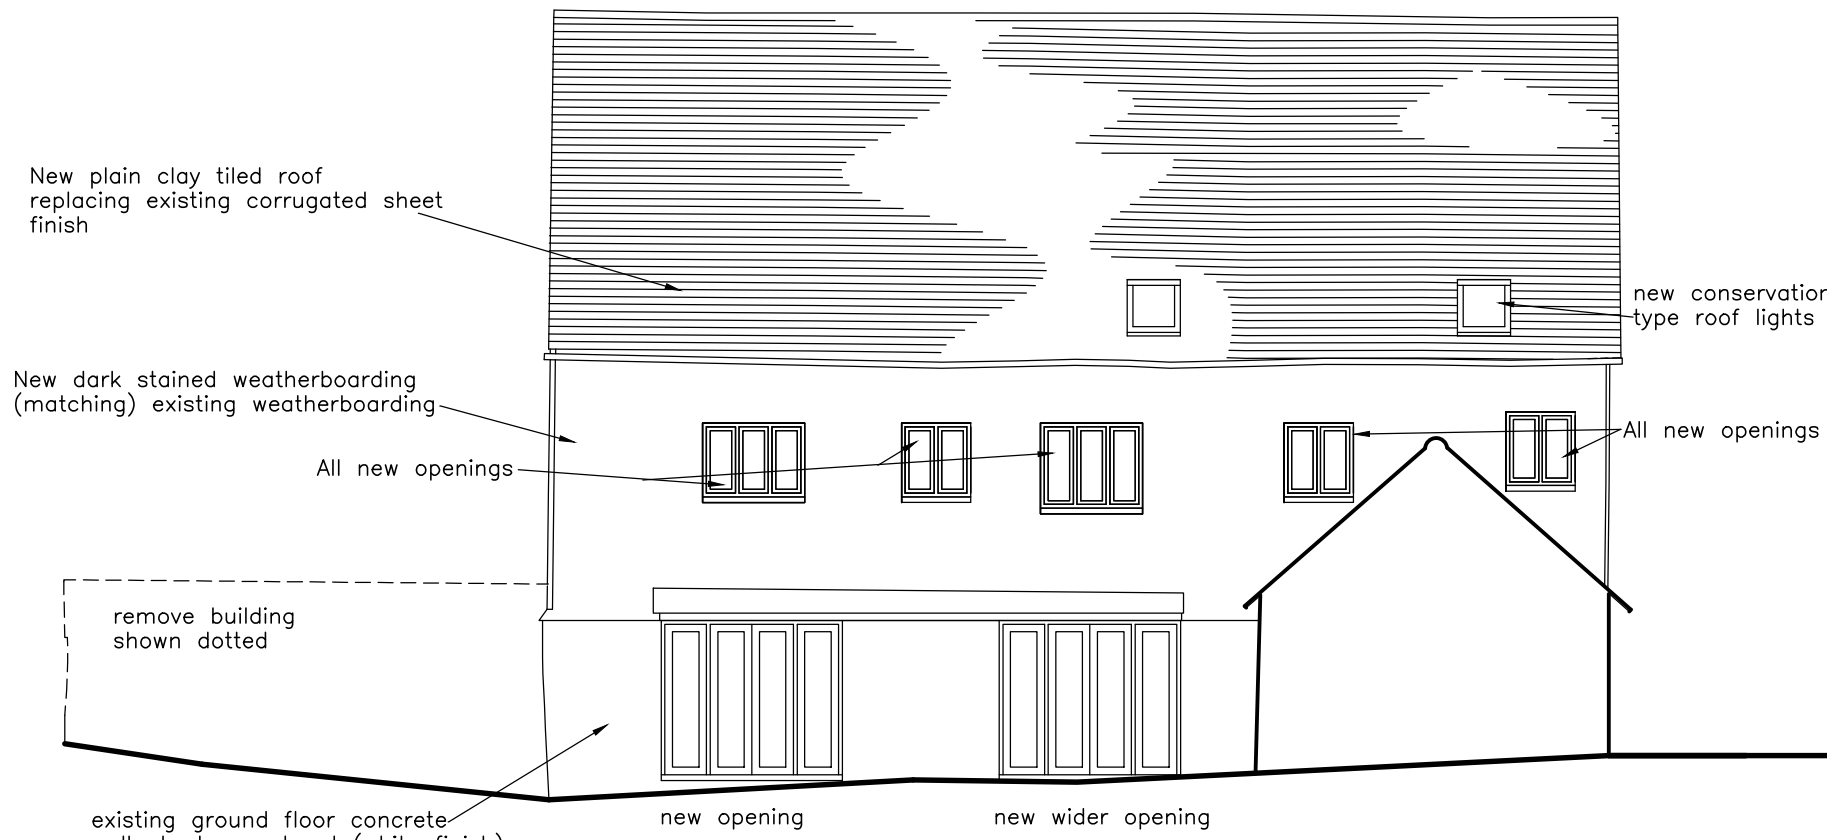 New plain clay tiled roof
replacing existing corrugated sheet
finish
new conservation
type roof lights
New dark stained weatherboarding
(matching) existing weatherboarding
All new openings
All new openings
remove building
shown dotted
existing ground floor concrete
new opening
new wider opening